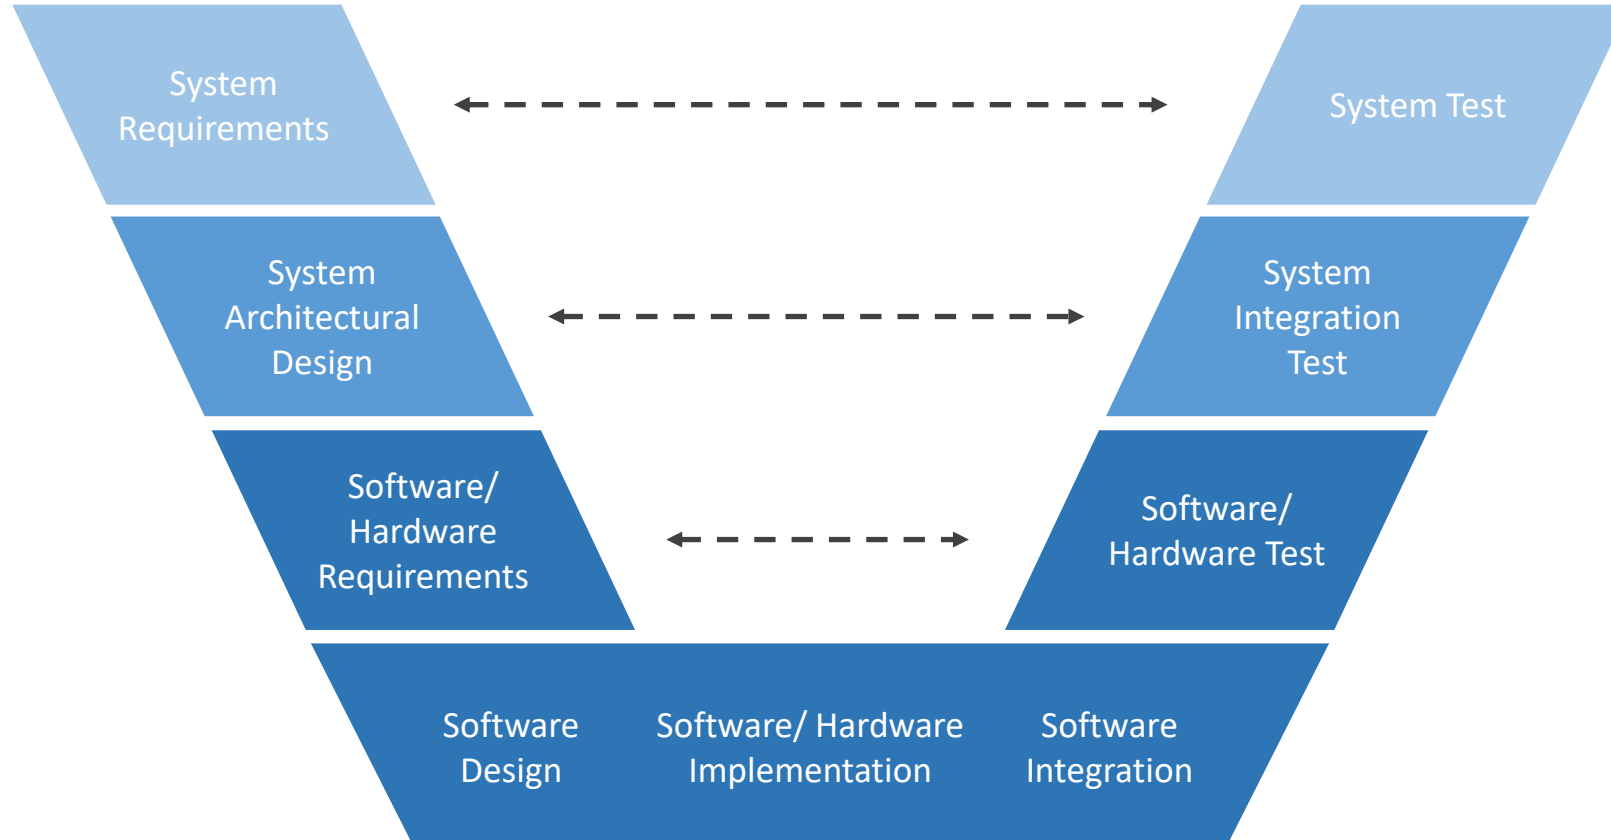 System
Requirements
System Test
System
Architectural
Design
System
Integration
Test
Software/
Hardware
Requirements
Software/
Hardware Test
Software
Design
Software/ Hardware
Implementation
Software
Integration